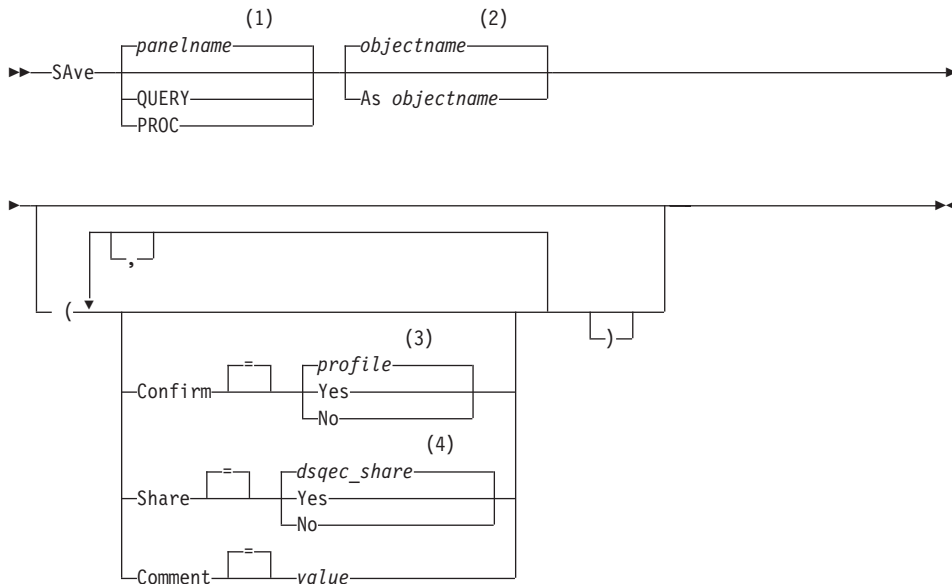 (1) (2)
panelname objectname
SAve
QUERY As objectname
PROC
,
( )
(3)
= profile
Confirm Yes
No
(4)
= dsqec_share
Share Yes
No
=
Comment value